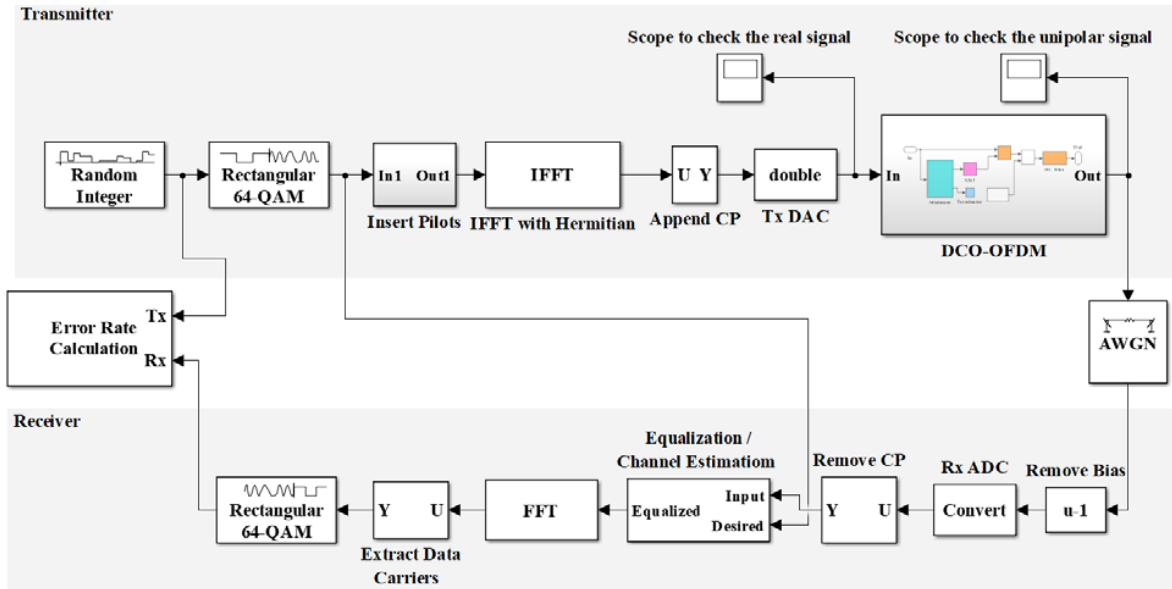 Transmitter
Scope to check the real signal
Scope to check the unipolar signal
Random
Integer
Rectangular
64-QAM
In1 Out1
Insert Pilots
IFFT
IFFT with Hermitian
U Y
Append CP
double
Tx DAC
In
Out
DCO-OFDM
Error Rate
Calculation
Tx
Rx
AWGN
Receiver
Rectangular
64-QAM
Y U
Extract Data
Carriers
FFT
Equalization /
Channel Estimatiom
Equalized
Input
Desired
Remove CP
Y U
Rx ADC
Convert
Remove Bias
u-1